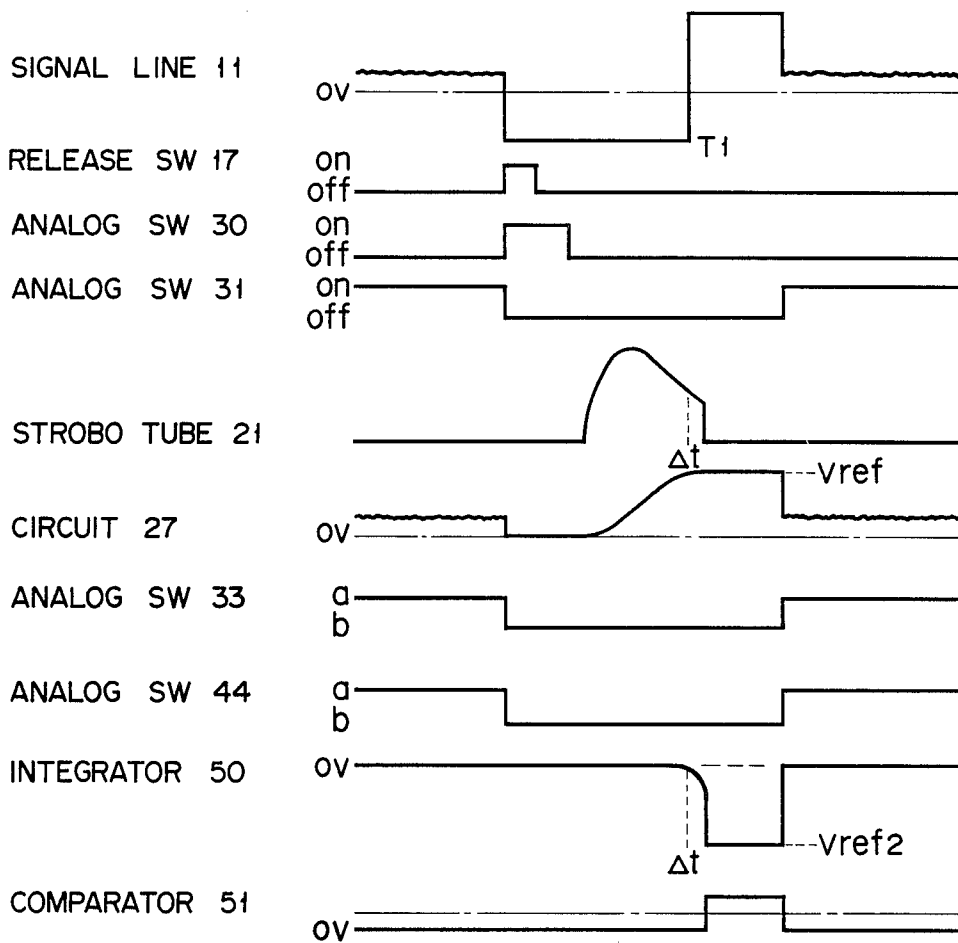 SIGNAL LINE 11
ov
T1
RELEASE SW 17
on
off
ANALOG SW 30
on
off
ANALOG SW 31
on
off
STROBO TUBE 21
Δt
Vref
CIRCUIT 27
ov
ANALOG SW 33
a
b
ANALOG SW 44
a
b
INTEGRATOR 50
ov
Δt
Vref2
COMPARATOR 51
ov